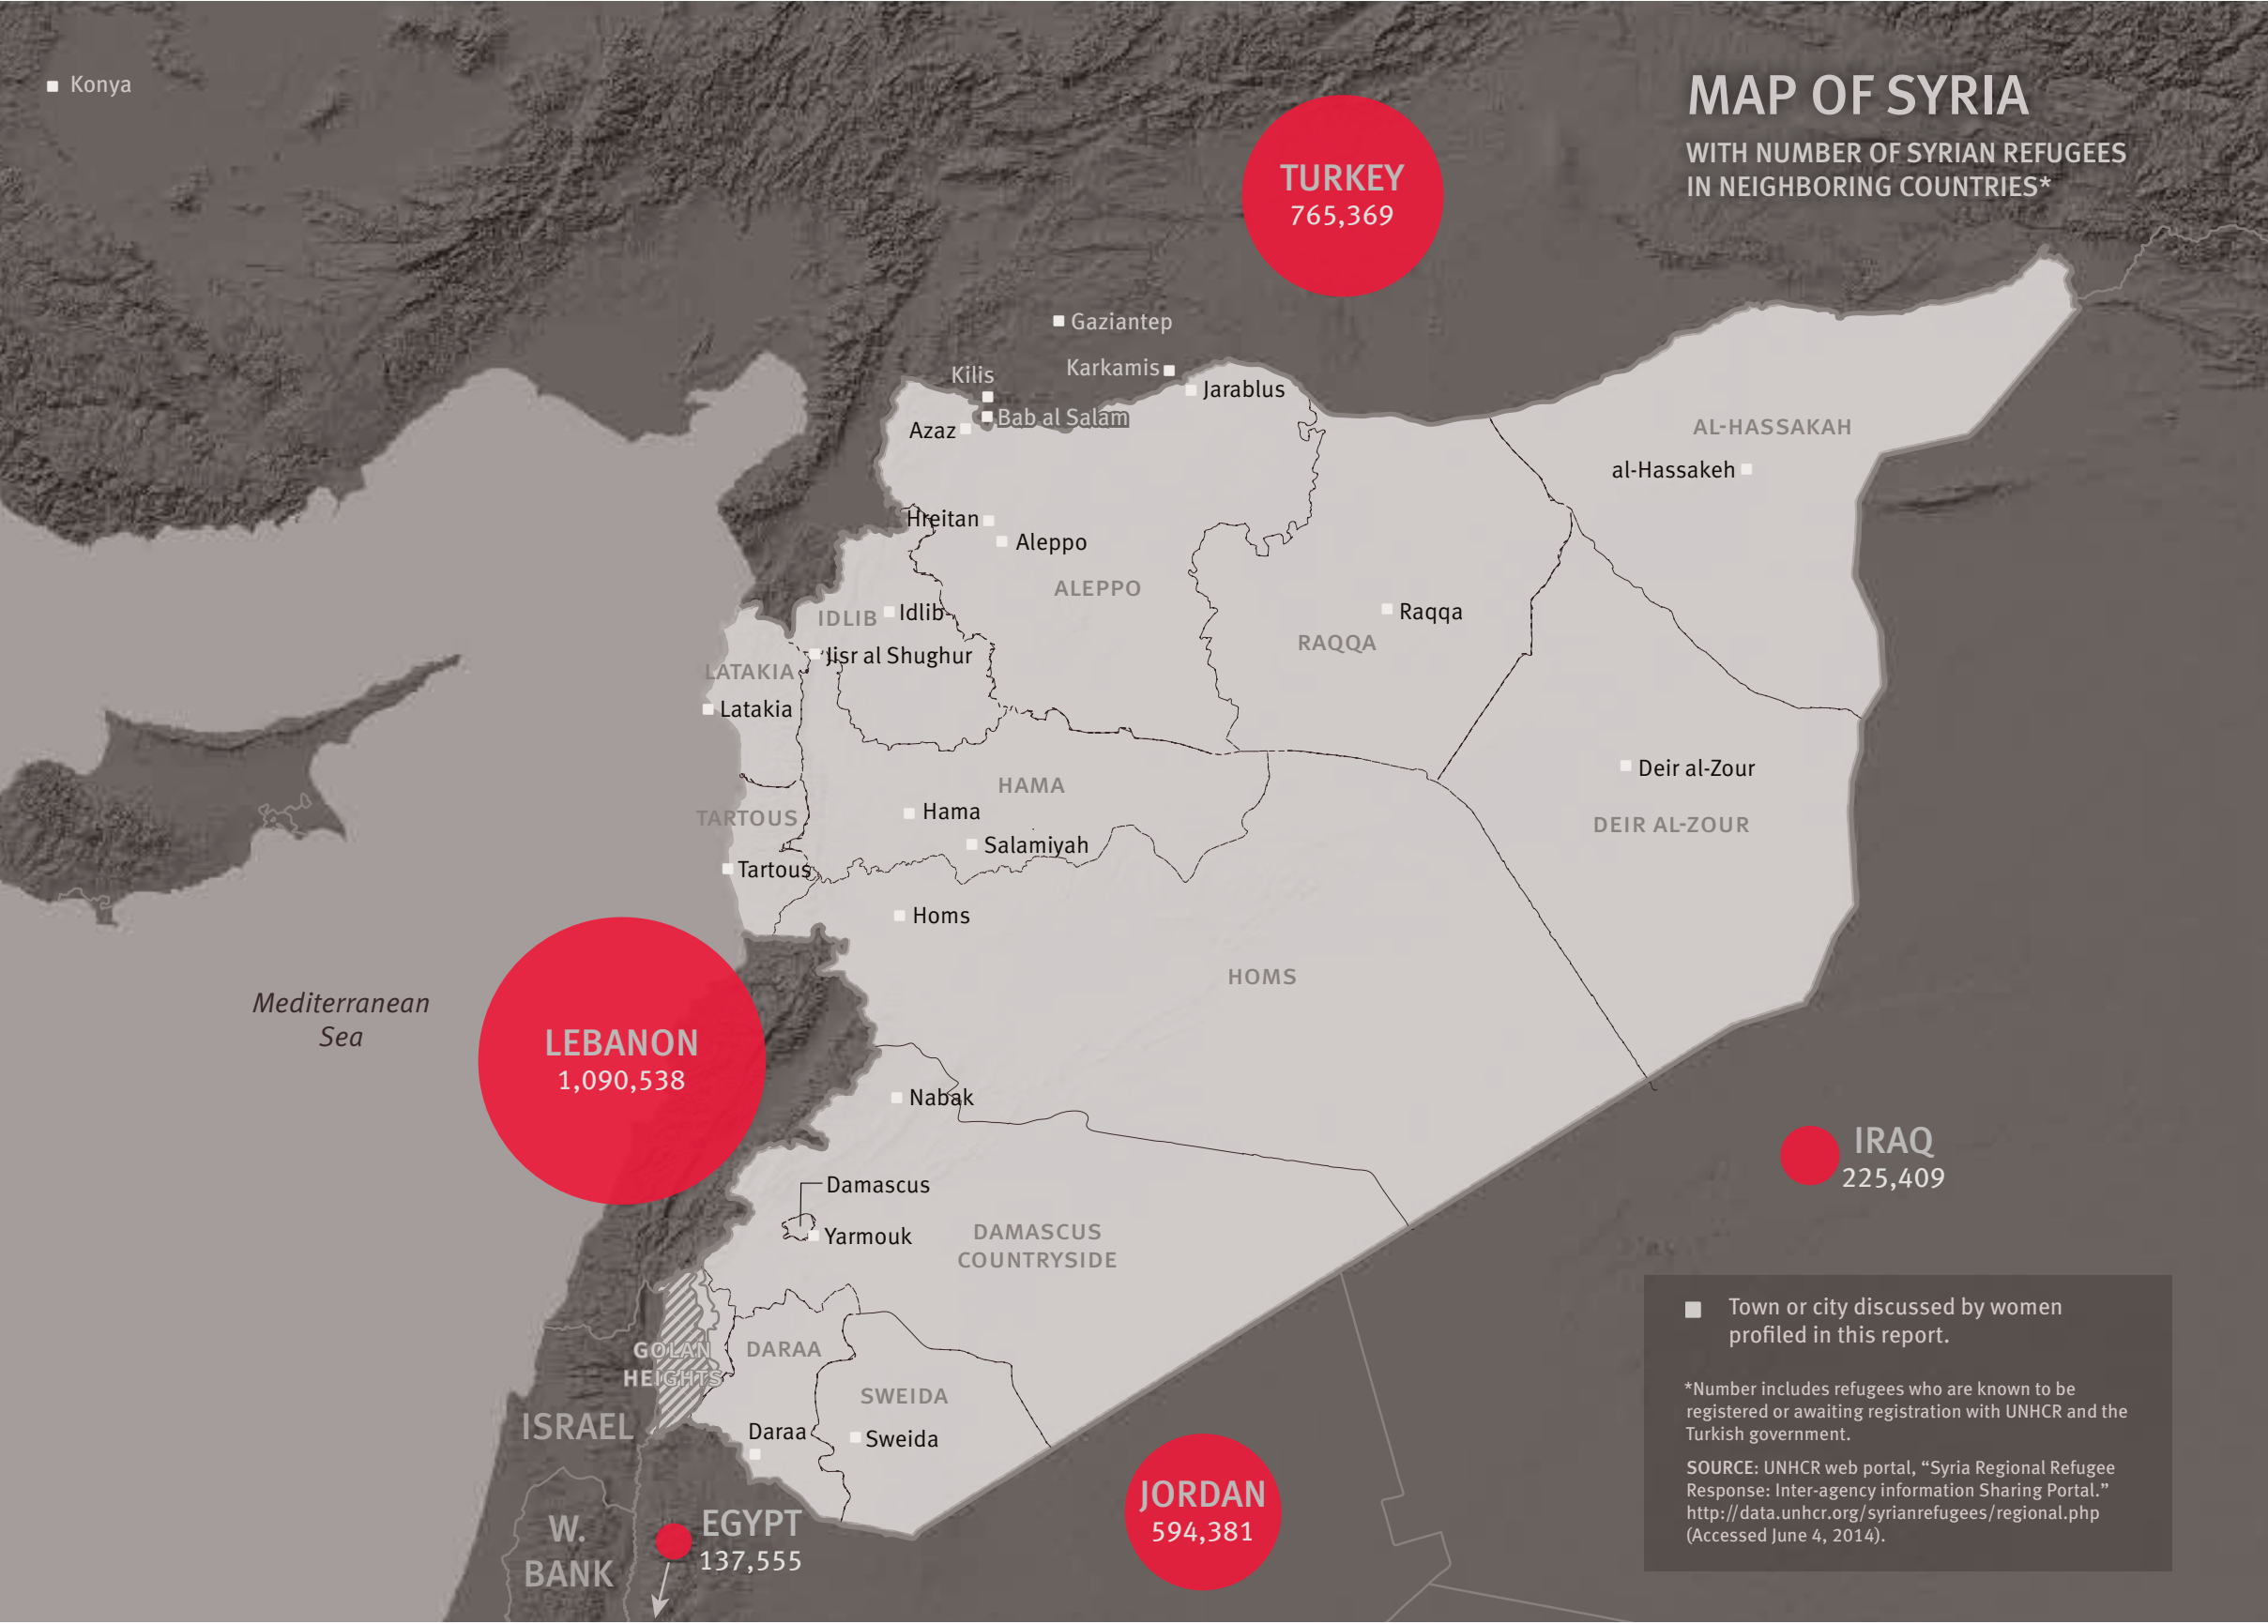 Konya
MAP OF SYRIA
WITH NUMBER OF SYRIAN REFUGEES
IN NEIGHBORING COUNTRIES*
TURKEY
765,369
Gaziantep
Karkamis
Kilis
Jarablus
Bab al Salam
Azaz
AL-HASSAKAH
al-Hassakeh
Hreitan
Aleppo
ALEPPO
IDLIB
Idlib
Raqqa
RAQQA
Jisr al Shughur
LATAKIA
Latakia
Deir al-Zour
DEIR AL-ZOUR
HAMA
Hama
TARTOUS
Salamiyah
Tartous
Homs
HOMS
Mediterranean
Sea
LEBANON
1,090,538
Nabak
IRAQ
225,409
Damascus
Yarmouk
DAMASCUS
COUNTRYSIDE
GOLAN
HEIGHTS
DARAA
SWEIDA
ISRAEL
Daraa
Sweida
JORDAN
594,381
EGYPT
137,555
W.
BANK
Town or city discussed by women
profiled in this report.
*Number includes refugees who are known to be
registered or awaiting registration with UNHCR and the
Turkish government.
SOURCE: UNHCR web portal, “Syria Regional Refugee
Response: Inter-agency information Sharing Portal.”
http://data.unhcr.org/syrianrefugees/regional.php
(Accessed June 4, 2014).